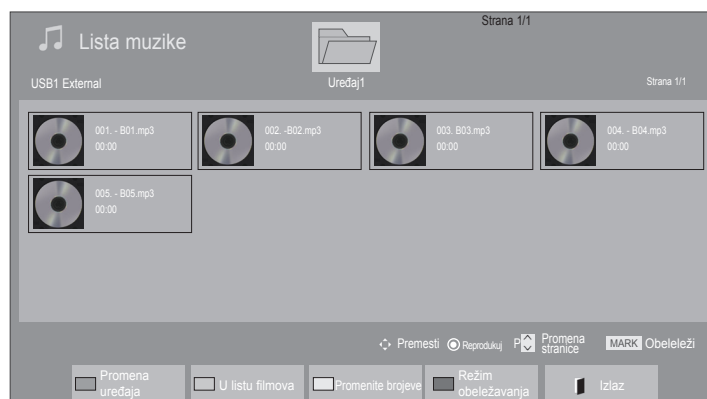 Strana 1/1
Lista muzike
USB1 External
Uređaj1
Strana 1/1
001. - B01.mp3
00:00
002. -B02.mp3
00:00
003. B03.mp3
00:00
004. - B04.mp3
00:00
005. - B05.mp3
00:00
Premesti
Reprodukuj
P
Promena
stranice
MARK
Obeleleži
Promena
uređaja
U listu filmova
Promenite brojeve
Režim
obeležavanja
Izlaz